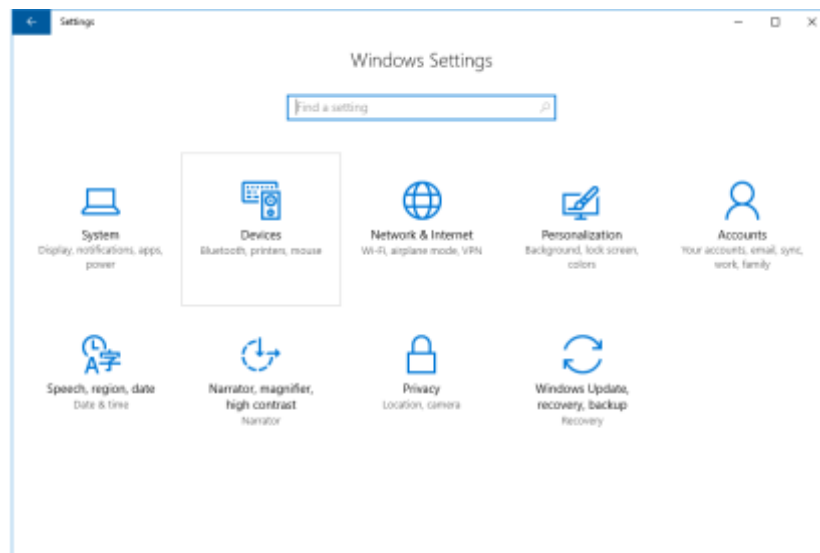 Settings
Windows Settings
Find a setting
System
Display, notifications, apps,
power
Devices
Bluetooth, printers, mouse
Network & Internet
Wi-Fi, airplane mode, VPN
Personalization
Background, lock screen,
colors
Accounts
Your accounts, email, sync,
work, family
A字
Speech, region, date
Date & time
Narrator, magnifier,
high contrast
Narrator
Privacy
Location, camera
Windows Update,
recovery, backup
Recovery